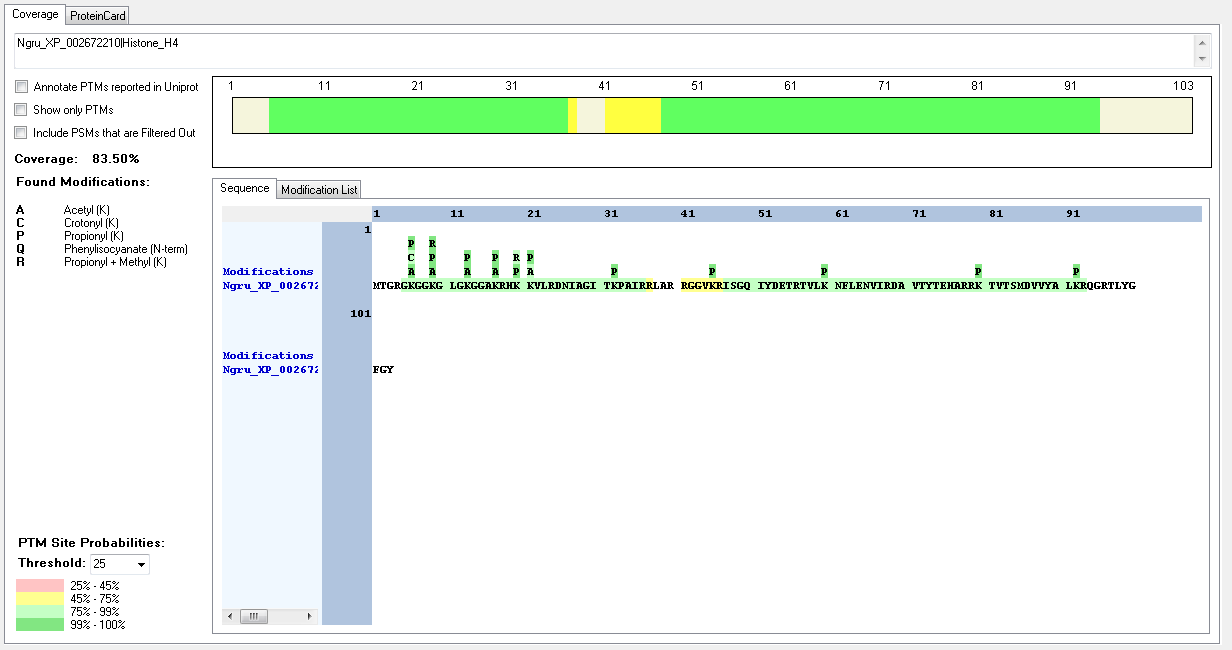 Coverage ProteinCard
Ngru_XP_002672210|Histone_H4
Annotate PTMs reported in Uniprot
Show only PTMs
Include PSMs that are Filtered Out
Coverage: 83.50%
Found Modifications:
A Acetyl (K)
C Crotonyl (K)
P Propionyl (K)
Q Phenylisocyanate (N-term)
R Propionyl + Methyl (K)
1 11 21 31 41 51 61 71 81 91 103
Sequence Modification List
1 11 21 31 41 51 61 71 81 91
1
P R
C P P P R P
Modifications A A A A P A P P P P P
Ngru_XP_002672 MTGRGKGGKG LGKGGAKRHK KVLRDNIAGI TKPAIRRLAR RGGVKRISGQ IYDETRTVLK NFLENVIRDA VTYTEHARRK TVTSMDVVYA LKRQGRTLYG
101
Modifications
Ngru_XP_002672 FGY
PTM Site Probabilities:
Threshold: 25
25% - 45%
45% - 75%
75% - 99%
99% - 100%